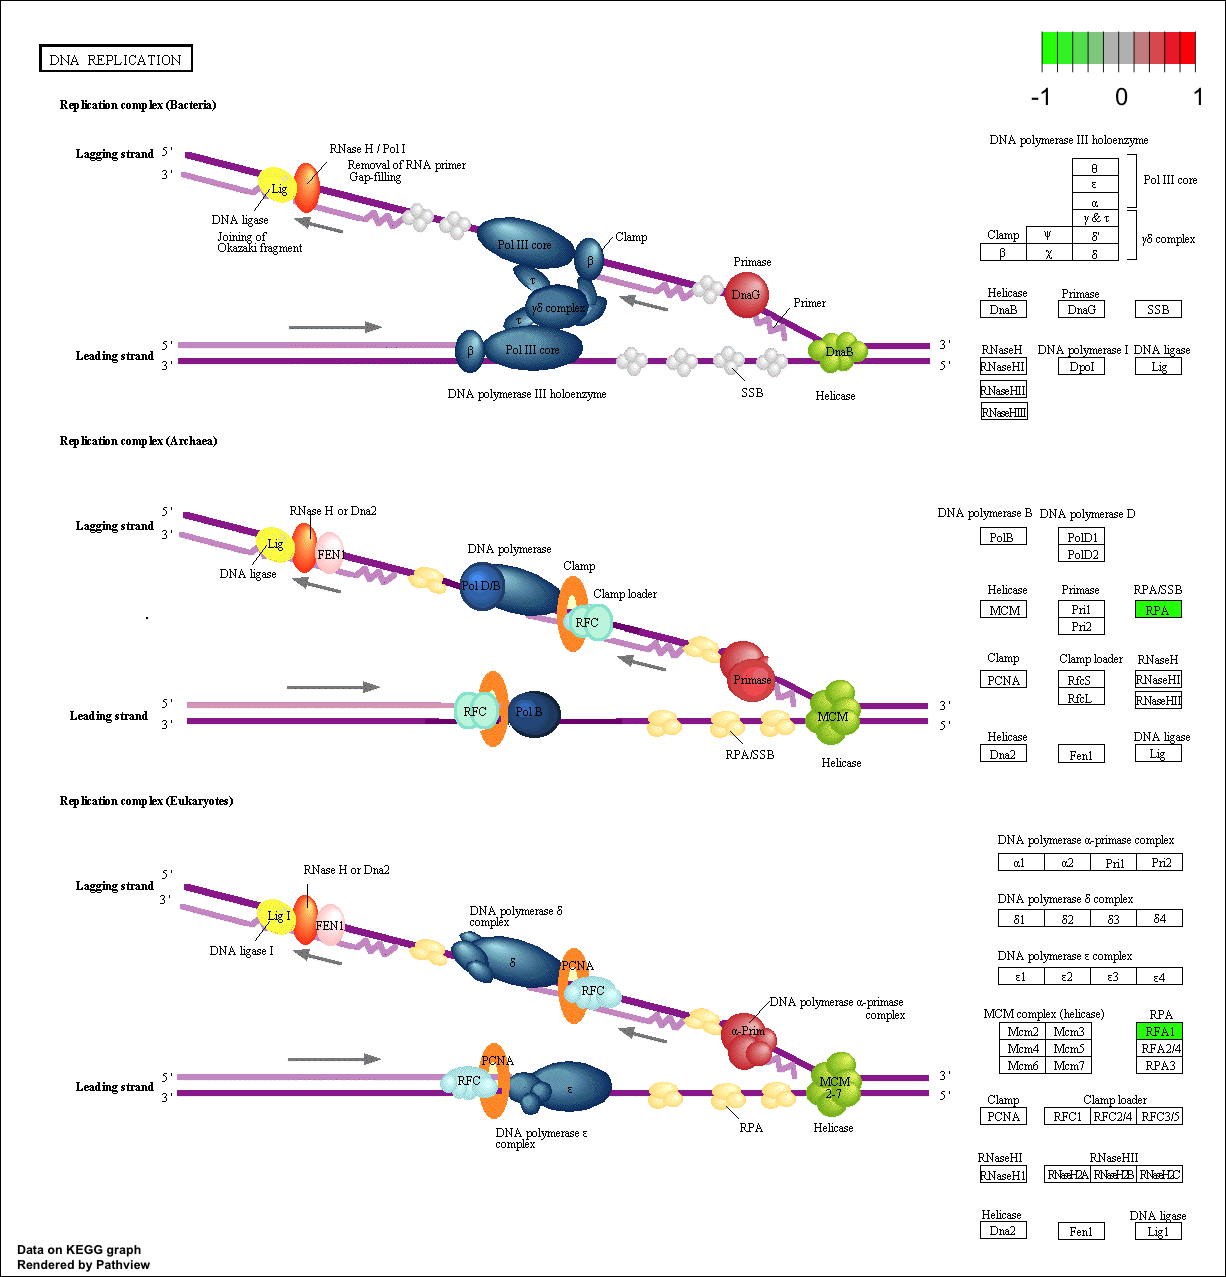 DNA REPLICATION
-1 0 1
Replication complex (Bacteria)
Lagging strand
5'
3'
RNase H / Pol I
Removal of RNA primer
Gap-filling
Lig
DNA ligase
Joining of
Okazaki fragment
Pol III core
Clamp
β
τ
γδ complex
τ
Primase
DnaG
Primer
Leading strand
5'
3'
β
Pol III core
DnaB
3'
5'
DNA polymerase III holoenzyme
SSB
Helicase
DNA polymerase III holoenzyme
θ
ε
α
Pol III core
γ & τ
Clamp
ψ
δ'
γδ complex
β
χ
δ
Helicase
Primase
DnaB
DnaG
SSB
RNaseH
DNA polymerase I
DNA ligase
RNaseHI
DpoI
Lig
RNaseHII
RNaseHIII
Replication complex (Archaea)
Lagging strand
5'
3'
RNase H or Dna2
Lig
FEN1
DNA ligase
DNA polymerase
Pol D/B
Clamp
Clamp loader
RFC
Primase
Leading strand
5'
3'
RFC
Pol B
MCM
3'
5'
RPA/SSB
Helicase
DNA polymerase B
DNA polymerase D
PolB
PolD1
PolD2
Helicase
Primase
RPA/SSB
MCM
Pri1
RPA
Pri2
Clamp
Clamp loader
RNaseH
PCNA
RfcS
RNaseHI
RfcL
RNaseHII
Helicase
DNA ligase
Dna2
Fen1
Lig
Replication complex (Eukaryotes)
Lagging strand
5'
3'
RNase H or Dna2
Lig I
FEN1
DNA ligase I
DNA polymerase δ
complex
δ
PCNA
RFC
DNA polymerase α-primase
complex
α-Prim
Leading strand
5'
3'
PCNA
RFC
ε
MCM
2-7
3'
5'
DNA polymerase ε
complex
RPA
Helicase
DNA polymerase α-primase complex
α1 α2 Pri1 Pri2
DNA polymerase δ complex
δ1 δ2 δ3 δ4
DNA polymerase ε complex
ε1 ε2 ε3 ε4
MCM complex (helicase)
RPA
Mcm2 Mcm3
RFA1
Mcm4 Mcm5
RFA2/4
Mcm6 Mcm7
RPA3
Clamp
Clamp loader
PCNA
RFC1 RFC2/4 RFC3/5
RNaseHI
RNaseHII
RNaseH1
RNaseH2A RNaseH2B RNaseH2C
Helicase
DNA ligase
Dna2
Fen1
Lig1
Data on KEGG graph
Rendered by Pathview